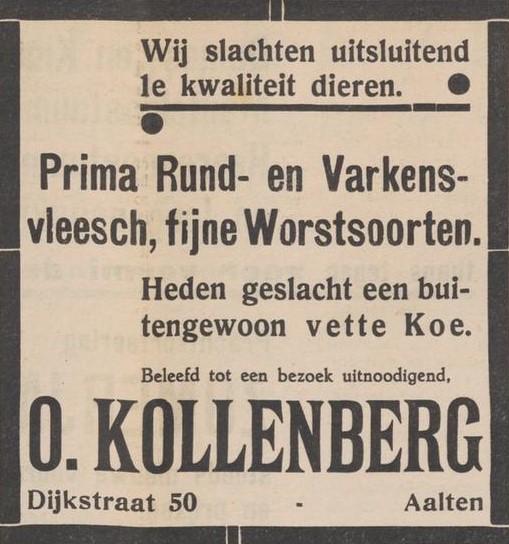 Wij slachten uitsluitend
Ie kwaliteit dieren.
Prima Rund- en Varkens-
vleesch, fijne Worstsoorten.
Heden geslacht een bui-
tengewoon vette Koe.
Beleefd tot een bezoek uitnoodigend,
O. KOLLENBERG
Dijkstraat 50 - Aalten